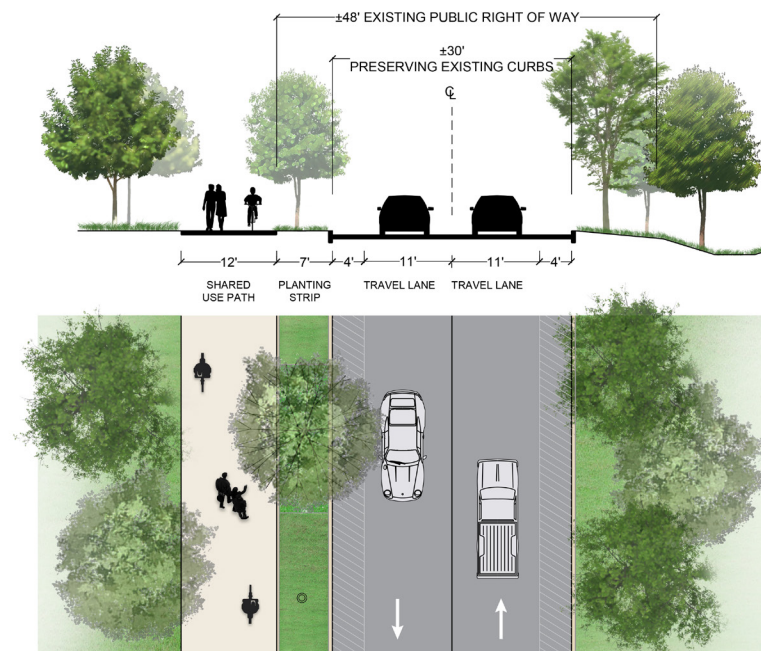 ±48' EXISTING PUBLIC RIGHT OF WAY
±30'
PRESERVING EXISTING CURBS
℄
12' 7' 4' 11' 11' 4'
SHARED USE PATH
PLANTING STRIP
TRAVEL LANE
TRAVEL LANE